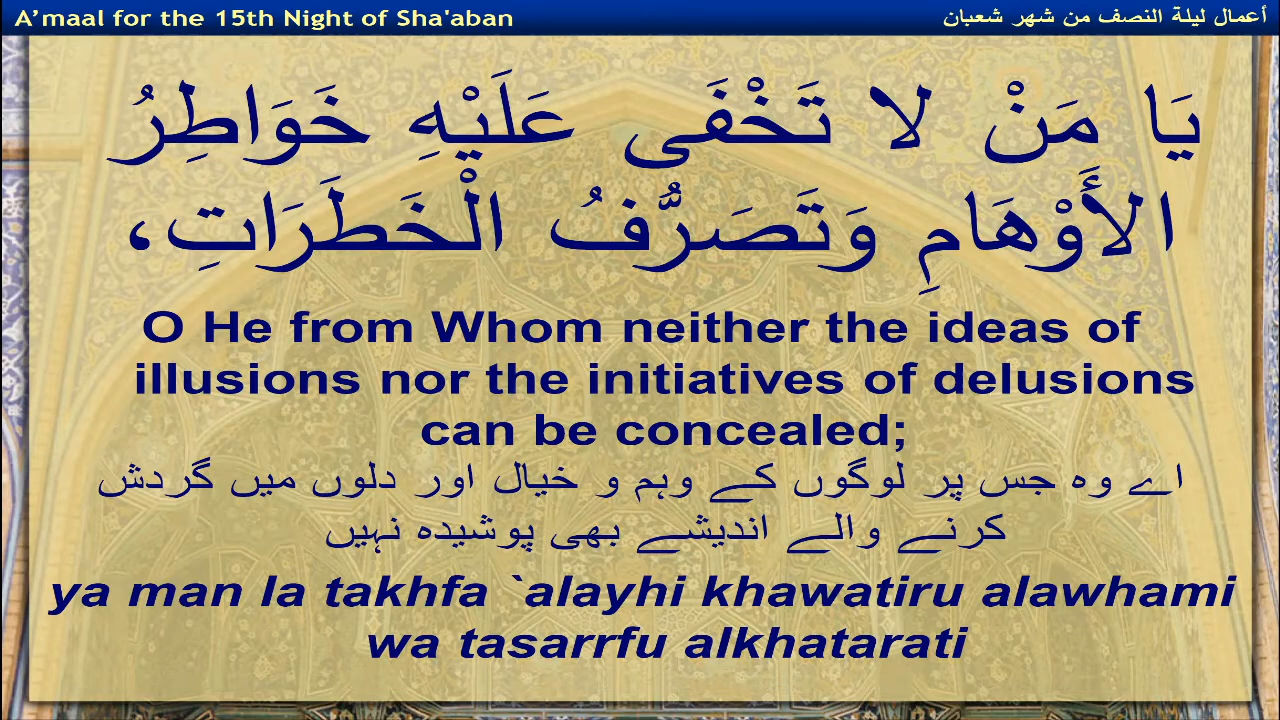 A’maal for the 15th Night of Sha'aban
أعمال ليلة النصف من شهر شعبان
يَا مَنْ لا تَخْفَى عَلَيْهِ خَوَاطِرُ
الأَوْهَامِ وَتَصَرُّفُ الْخَطَرَاتِ،
O He from Whom neither the ideas of
illusions nor the initiatives of delusions
can be concealed;
اے وہ جس پر لوگوں کے وہم و خیال اور دلوں میں گردش
کرنے والے اندیشے بھی پوشیدہ نہیں
ya man la takhfa `alayhi khawatiru alawhami
wa tasarrfu alkhatarati